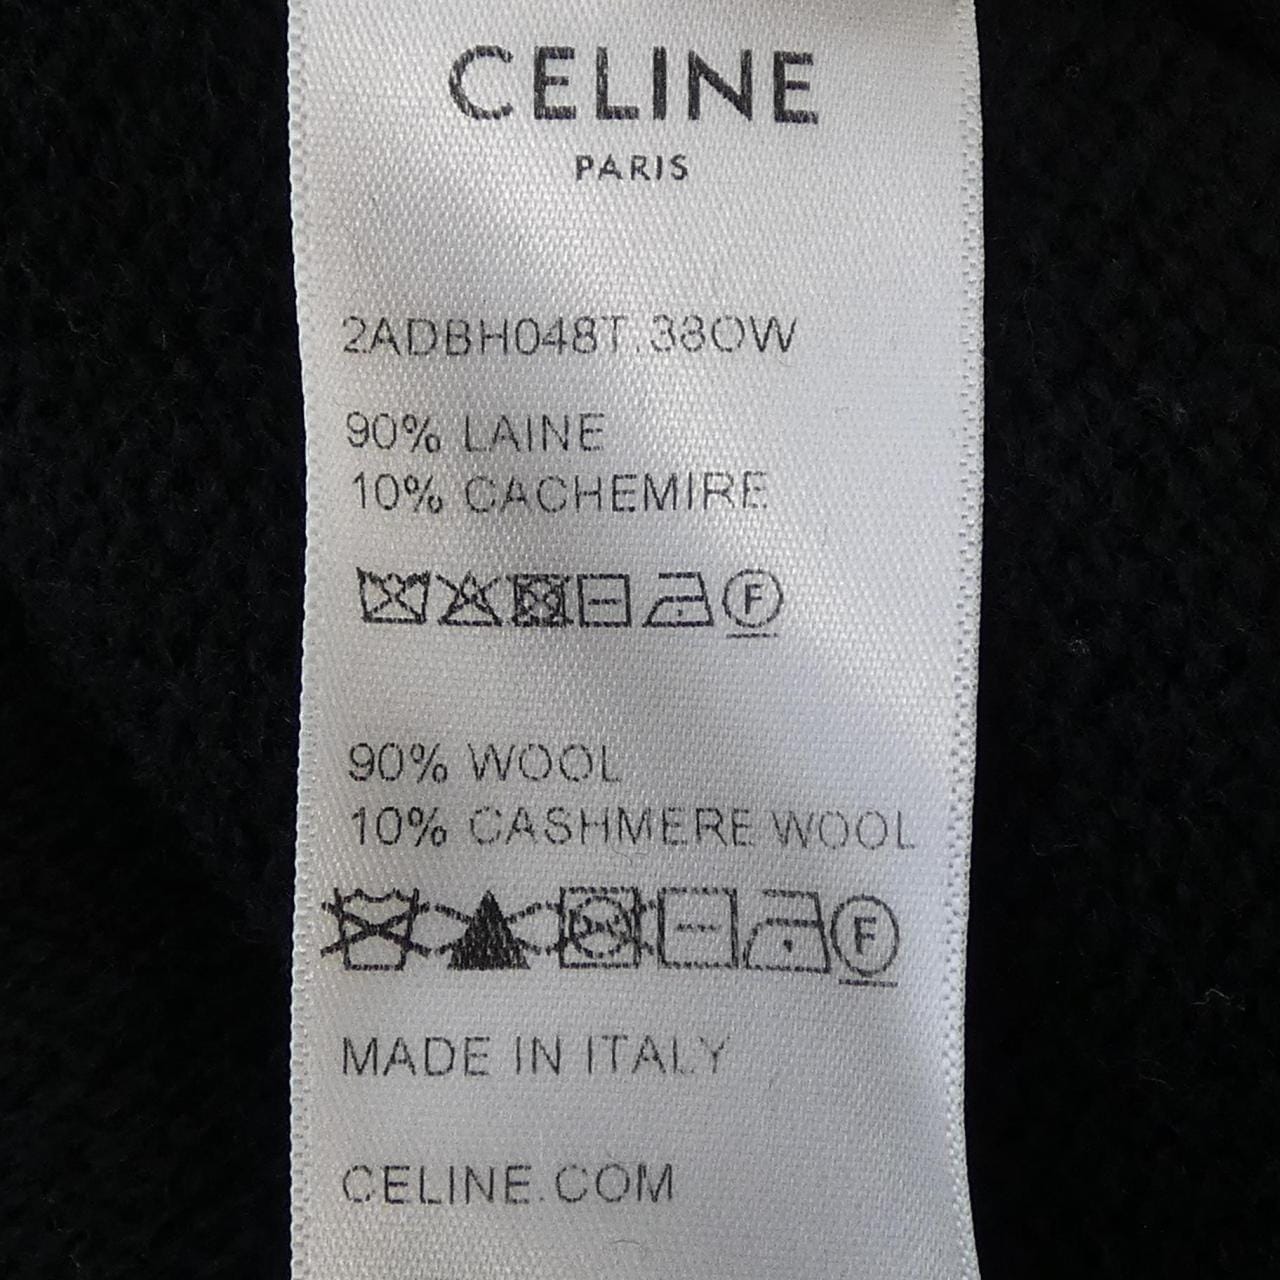 CELINE
PARIS
2ADBH048T.38OW
90% LAINE
10% CACHEMIRE
F
90% WOOL
10% CASHMERE WOOL
F
MADE IN ITALY
CELINE.COM